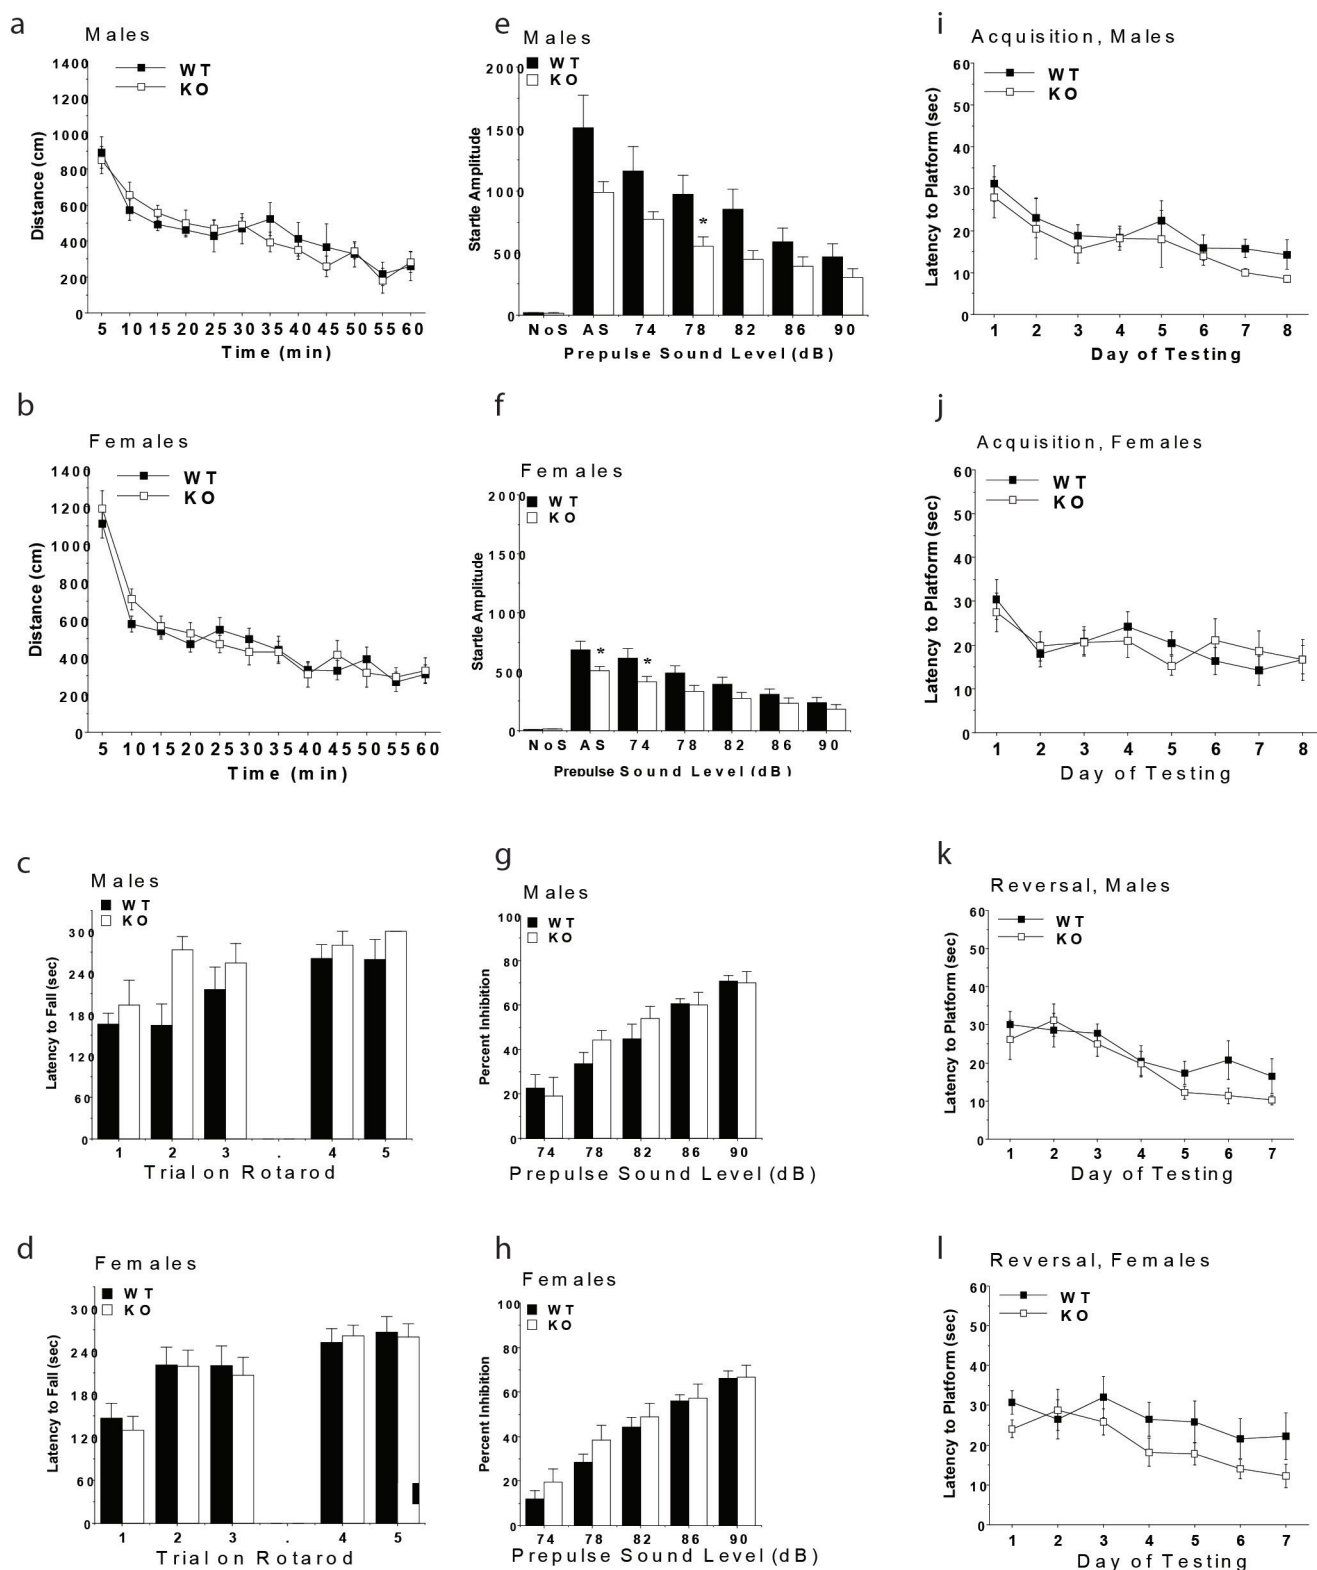 a
Males
WT
KO
1400
1200
1000
800
600
400
200
0
Distance (cm)
5 10 15 20 25 30 35 40 45 50 55 60
Time (min)
b
Females
WT
KO
1400
1200
1000
800
600
400
200
0
Distance (cm)
5 10 15 20 25 30 35 40 45 50 55 60
Time (min)
c
Males
WT
KO
300
240
180
120
60
0
Latency to Fall (sec)
1 2 3 . 4 5
Trial on Rotarod
d
Females
WT
KO
300
240
180
120
60
0
Latency to Fall (sec)
1 2 3 . 4 5
Trial on Rotarod
e
Males
WT
KO
2000
1500
1000
500
0
Startle Amplitude
*
NoS AS 74 78 82 86 90
Prepulse Sound Level (dB)
f
Females
WT
KO
2000
1500
1000
500
0
Startle Amplitude
* *
NoS AS 74 78 82 86 90
Prepulse Sound Level (dB)
g
Males
WT
KO
100
80
60
40
20
0
Percent Inhibition
74 78 82 86 90
Prepulse Sound Level (dB)
h
Females
WT
KO
100
80
60
40
20
0
Percent Inhibition
74 78 82 86 90
Prepulse Sound Level (dB)
i
Acquisition, Males
WT
KO
60
50
40
30
20
10
0
Latency to Platform (sec)
1 2 3 4 5 6 7 8
Day of Testing
j
Acquisition, Females
WT
KO
60
50
40
30
20
10
0
Latency to Platform (sec)
1 2 3 4 5 6 7 8
Day of Testing
k
Reversal, Males
WT
KO
60
50
40
30
20
10
0
Latency to Platform (sec)
1 2 3 4 5 6 7
Day of Testing
l
Reversal, Females
WT
KO
60
50
40
30
20
10
0
Latency to Platform (sec)
1 2 3 4 5 6 7
Day of Testing